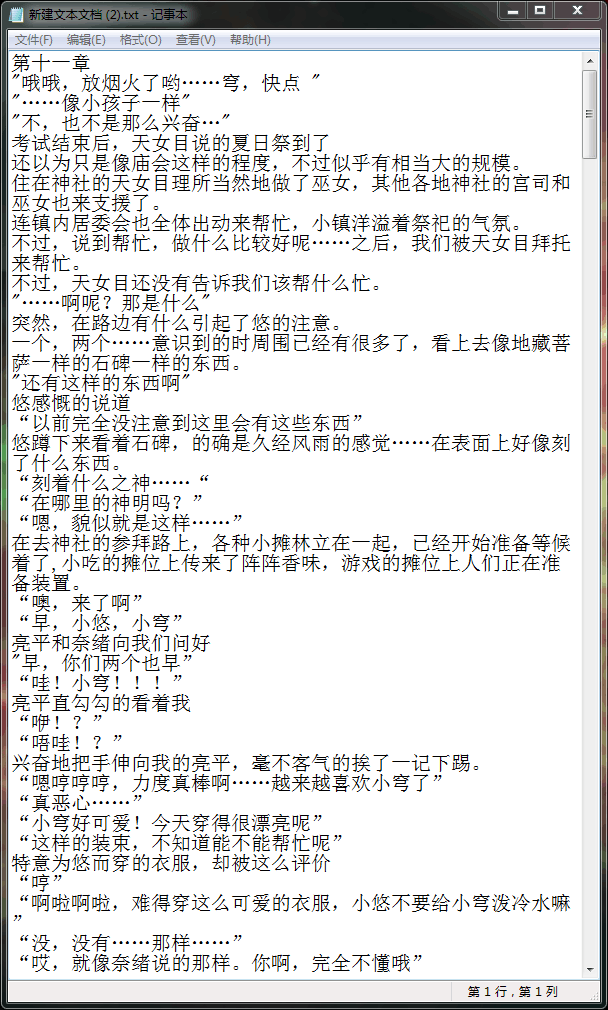 新建文本文档 (2).txt - 记事本
文件(F) 编辑(E) 格式(O) 查看(V) 帮助(H)
第十一章
"哦哦，放烟火了哟……穹，快点 "
"……像小孩子一样"
"不，也不是那么兴奋…"
考试结束后，天女目说的夏日祭到了
还以为只是像庙会这样的程度，不过似乎有相当大的规模。
住在神社的天女目理所当然地做了巫女，其他各地神社的宫司和
巫女也来支援了。
连镇内居委会也全体出动来帮忙，小镇洋溢着祭祀的气氛。
不过，说到帮忙，做什么比较好呢……之后，我们被天女目拜托
来帮忙。
不过，天女目还没有告诉我们该帮什么忙。
"……啊呢？那是什么"
突然，在路边有什么引起了悠的注意。
一个，两个……意识到的时周围已经有很多了，看上去像地藏菩
萨一样的石碑一样的东西。
"还有这样的东西啊"
悠感慨的说道
“以前完全没注意到这里会有这些东西”
悠蹲下来看着石碑，的确是久经风雨的感觉……在表面上好像刻
了什么东西。
“刻着什么之神……“
“在哪里的神明吗？”
“嗯，貌似就是这样……”
在去神社的参拜路上，各种小摊林立在一起，已经开始准备等候
着了,小吃的摊位上传来了阵阵香味，游戏的摊位上人们正在准
备装置。
“噢，来了啊”
“早，小悠，小穹”
亮平和奈绪向我们问好
"早，你们两个也早”
“哇！小穹！！！”
亮平直勾勾的看着我
“咿！？”
“唔哇！？”
兴奋地把手伸向我的亮平，毫不客气的挨了一记下踢。
“嗯哼哼哼，力度真棒啊……越来越喜欢小穹了”
“真恶心……”
“小穹好可爱！今天穿得很漂亮呢”
“这样的装束，不知道能不能帮忙呢”
特意为悠而穿的衣服，却被这么评价
“哼”
“啊啦啊啦，难得穿这么可爱的衣服，小悠不要给小穹泼冷水嘛
”
“没，没有……那样……”
“哎，就像奈绪说的那样。你啊，完全不懂哦”
第 1 行，第 1 列